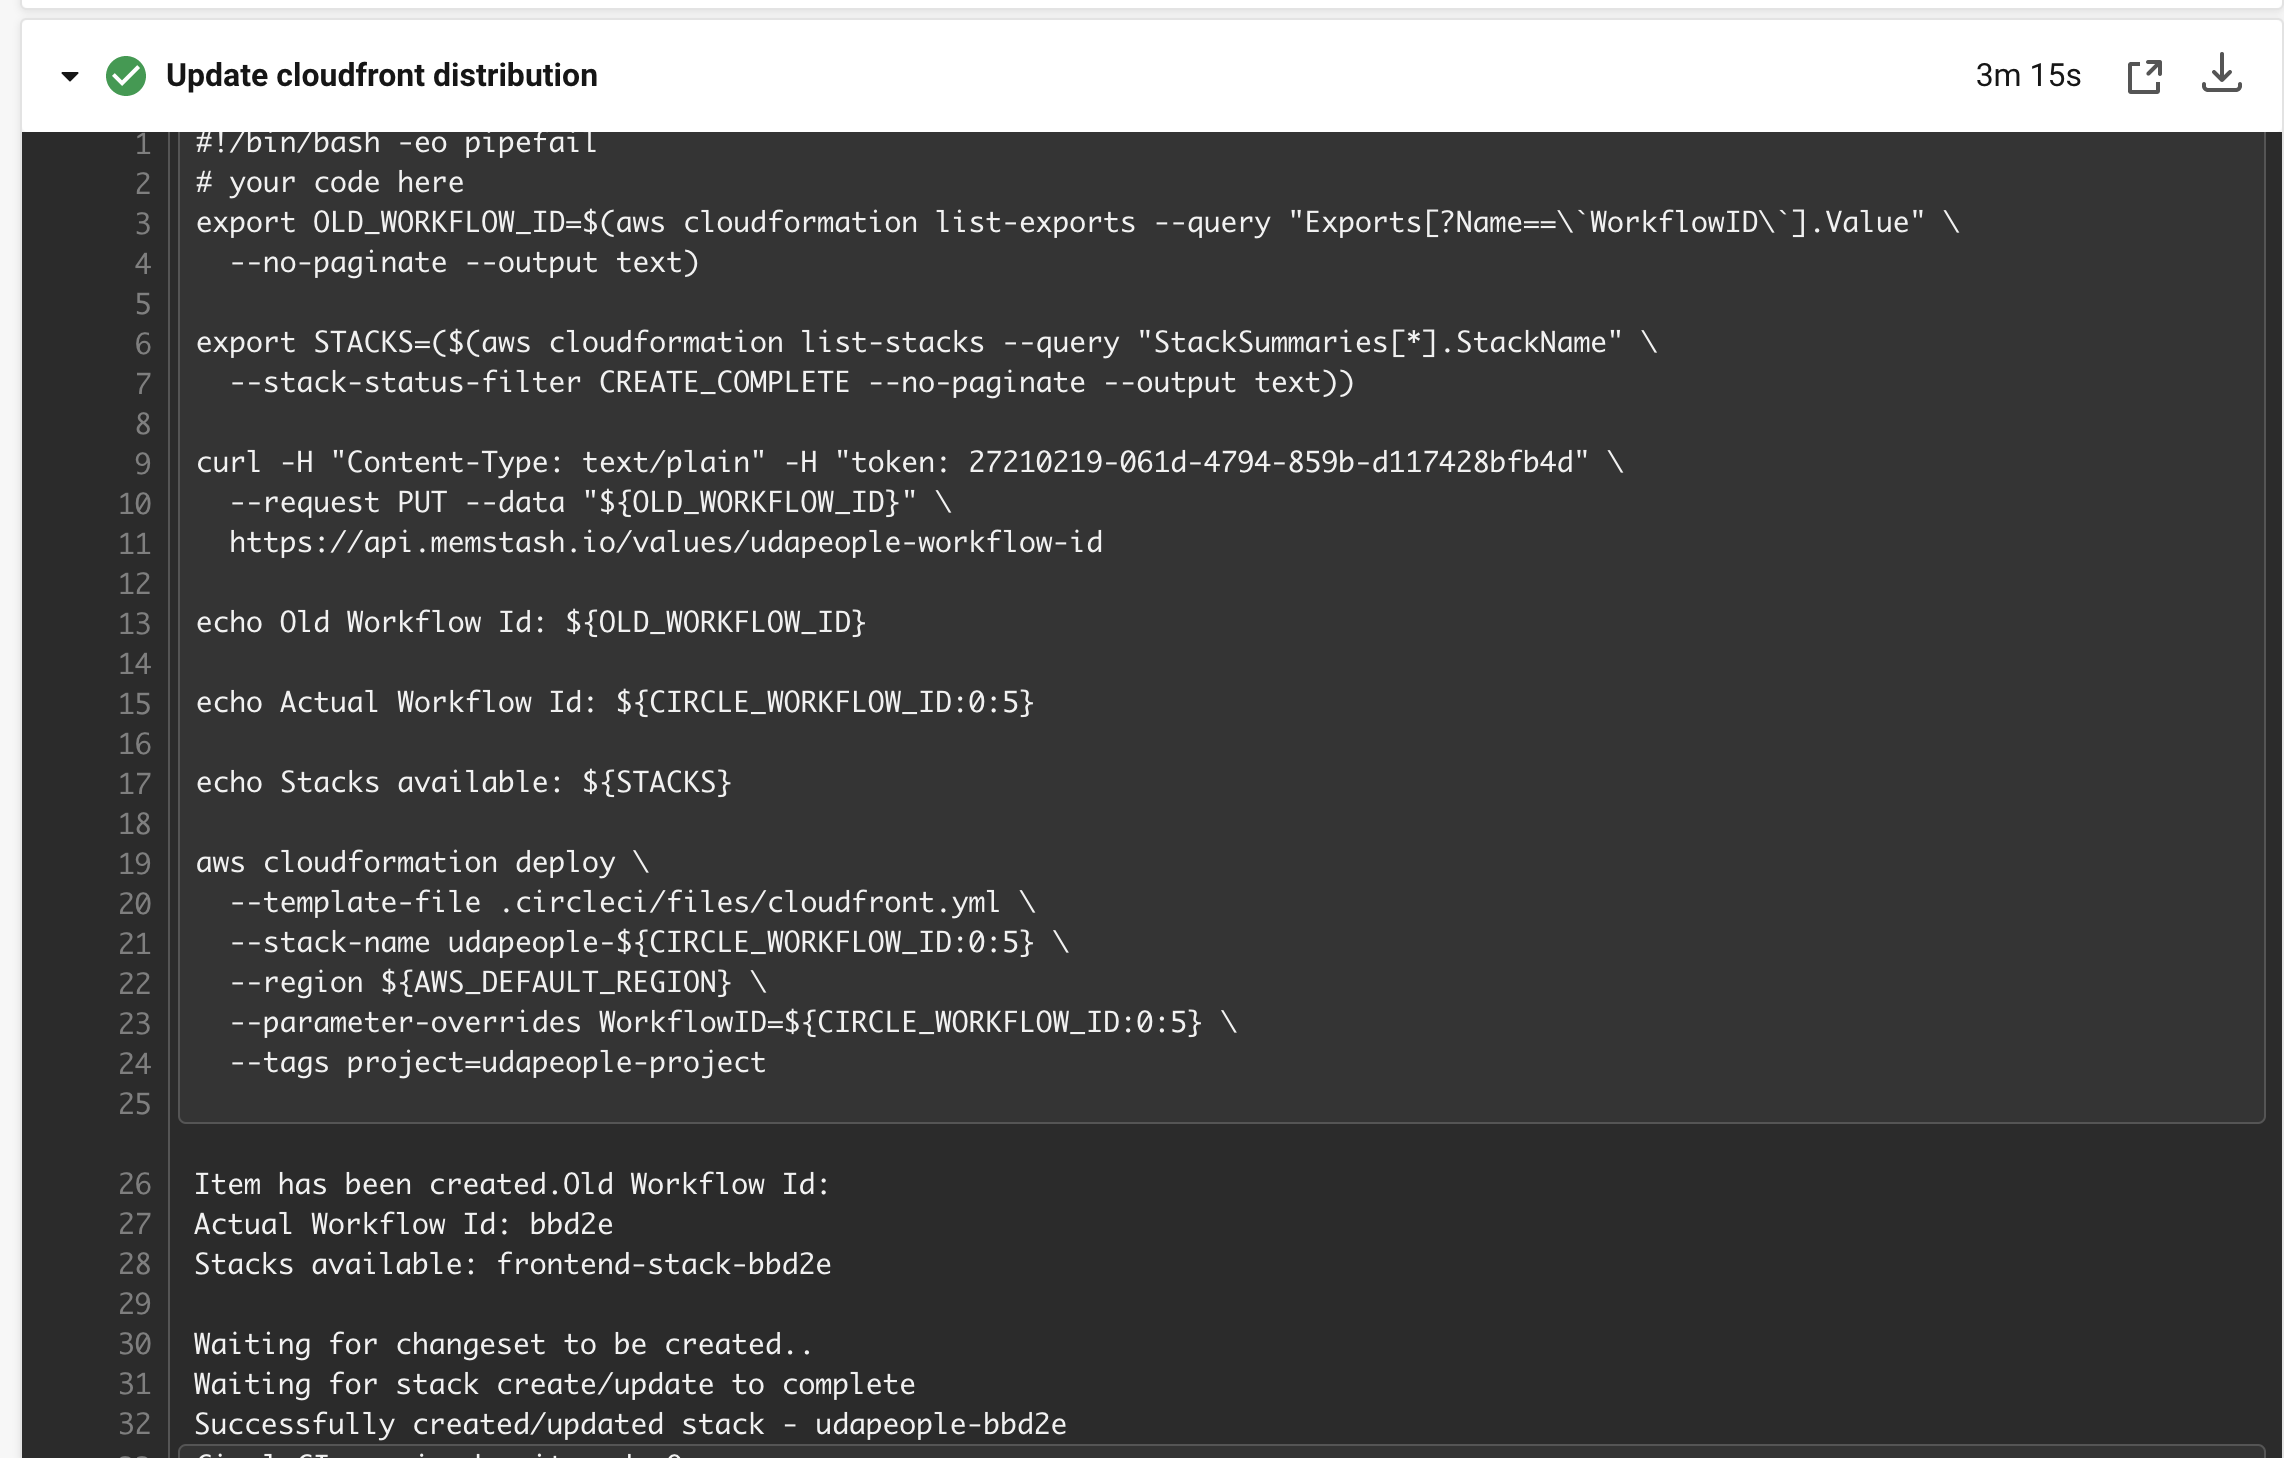 Update cloudfront distribution 3m 15s
1 #!/bin/bash -eo pipefail
2 # your code here
3 export OLD_WORKFLOW_ID=$(aws cloudformation list-exports --query "Exports[?Name==\`WorkflowID\`].Value" \
4   --no-paginate --output text)
5
6 export STACKS=($(aws cloudformation list-stacks --query "StackSummaries[*].StackName" \
7   --stack-status-filter CREATE_COMPLETE --no-paginate --output text))
8
9 curl -H "Content-Type: text/plain" -H "token: 27210219-061d-4794-859b-d117428bfb4d" \
10   --request PUT --data "${OLD_WORKFLOW_ID}" \
11   https://api.memstash.io/values/udapeople-workflow-id
12
13 echo Old Workflow Id: ${OLD_WORKFLOW_ID}
14
15 echo Actual Workflow Id: ${CIRCLE_WORKFLOW_ID:0:5}
16
17 echo Stacks available: ${STACKS}
18
19 aws cloudformation deploy \
20   --template-file .circleci/files/cloudfront.yml \
21   --stack-name udapeople-${CIRCLE_WORKFLOW_ID:0:5} \
22   --region ${AWS_DEFAULT_REGION} \
23   --parameter-overrides WorkflowID=${CIRCLE_WORKFLOW_ID:0:5} \
24   --tags project=udapeople-project
25
26 Item has been created.Old Workflow Id:
27 Actual Workflow Id: bbd2e
28 Stacks available: frontend-stack-bbd2e
29
30 Waiting for changeset to be created..
31 Waiting for stack create/update to complete
32 Successfully created/updated stack - udapeople-bbd2e